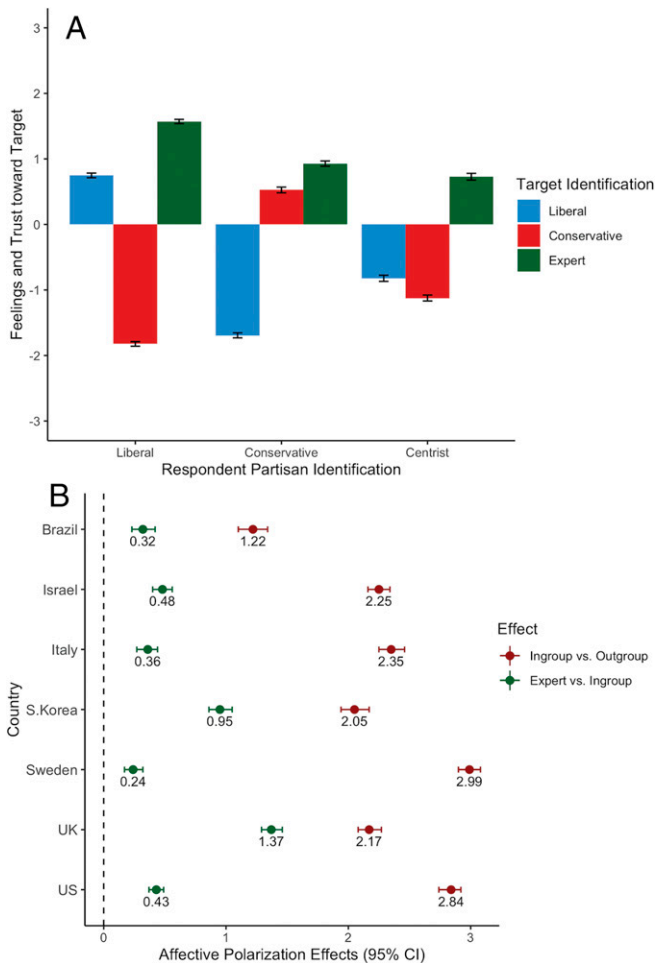 A
Feelings and Trust toward Target
3
2
1
0
-1
-2
-3
Liberal
Conservative
Centrist
Respondent Partisan Identification
Target Identification
Liberal
Conservative
Expert
B
Country
Brazil
0.32
1.22
Israel
0.48
2.25
Italy
0.36
2.35
S.Korea
0.95
2.05
Sweden
0.24
2.99
UK
1.37
2.17
US
0.43
2.84
0
1
2
3
Affective Polarization Effects (95% CI)
Effect
Ingroup vs. Outgroup
Expert vs. Ingroup